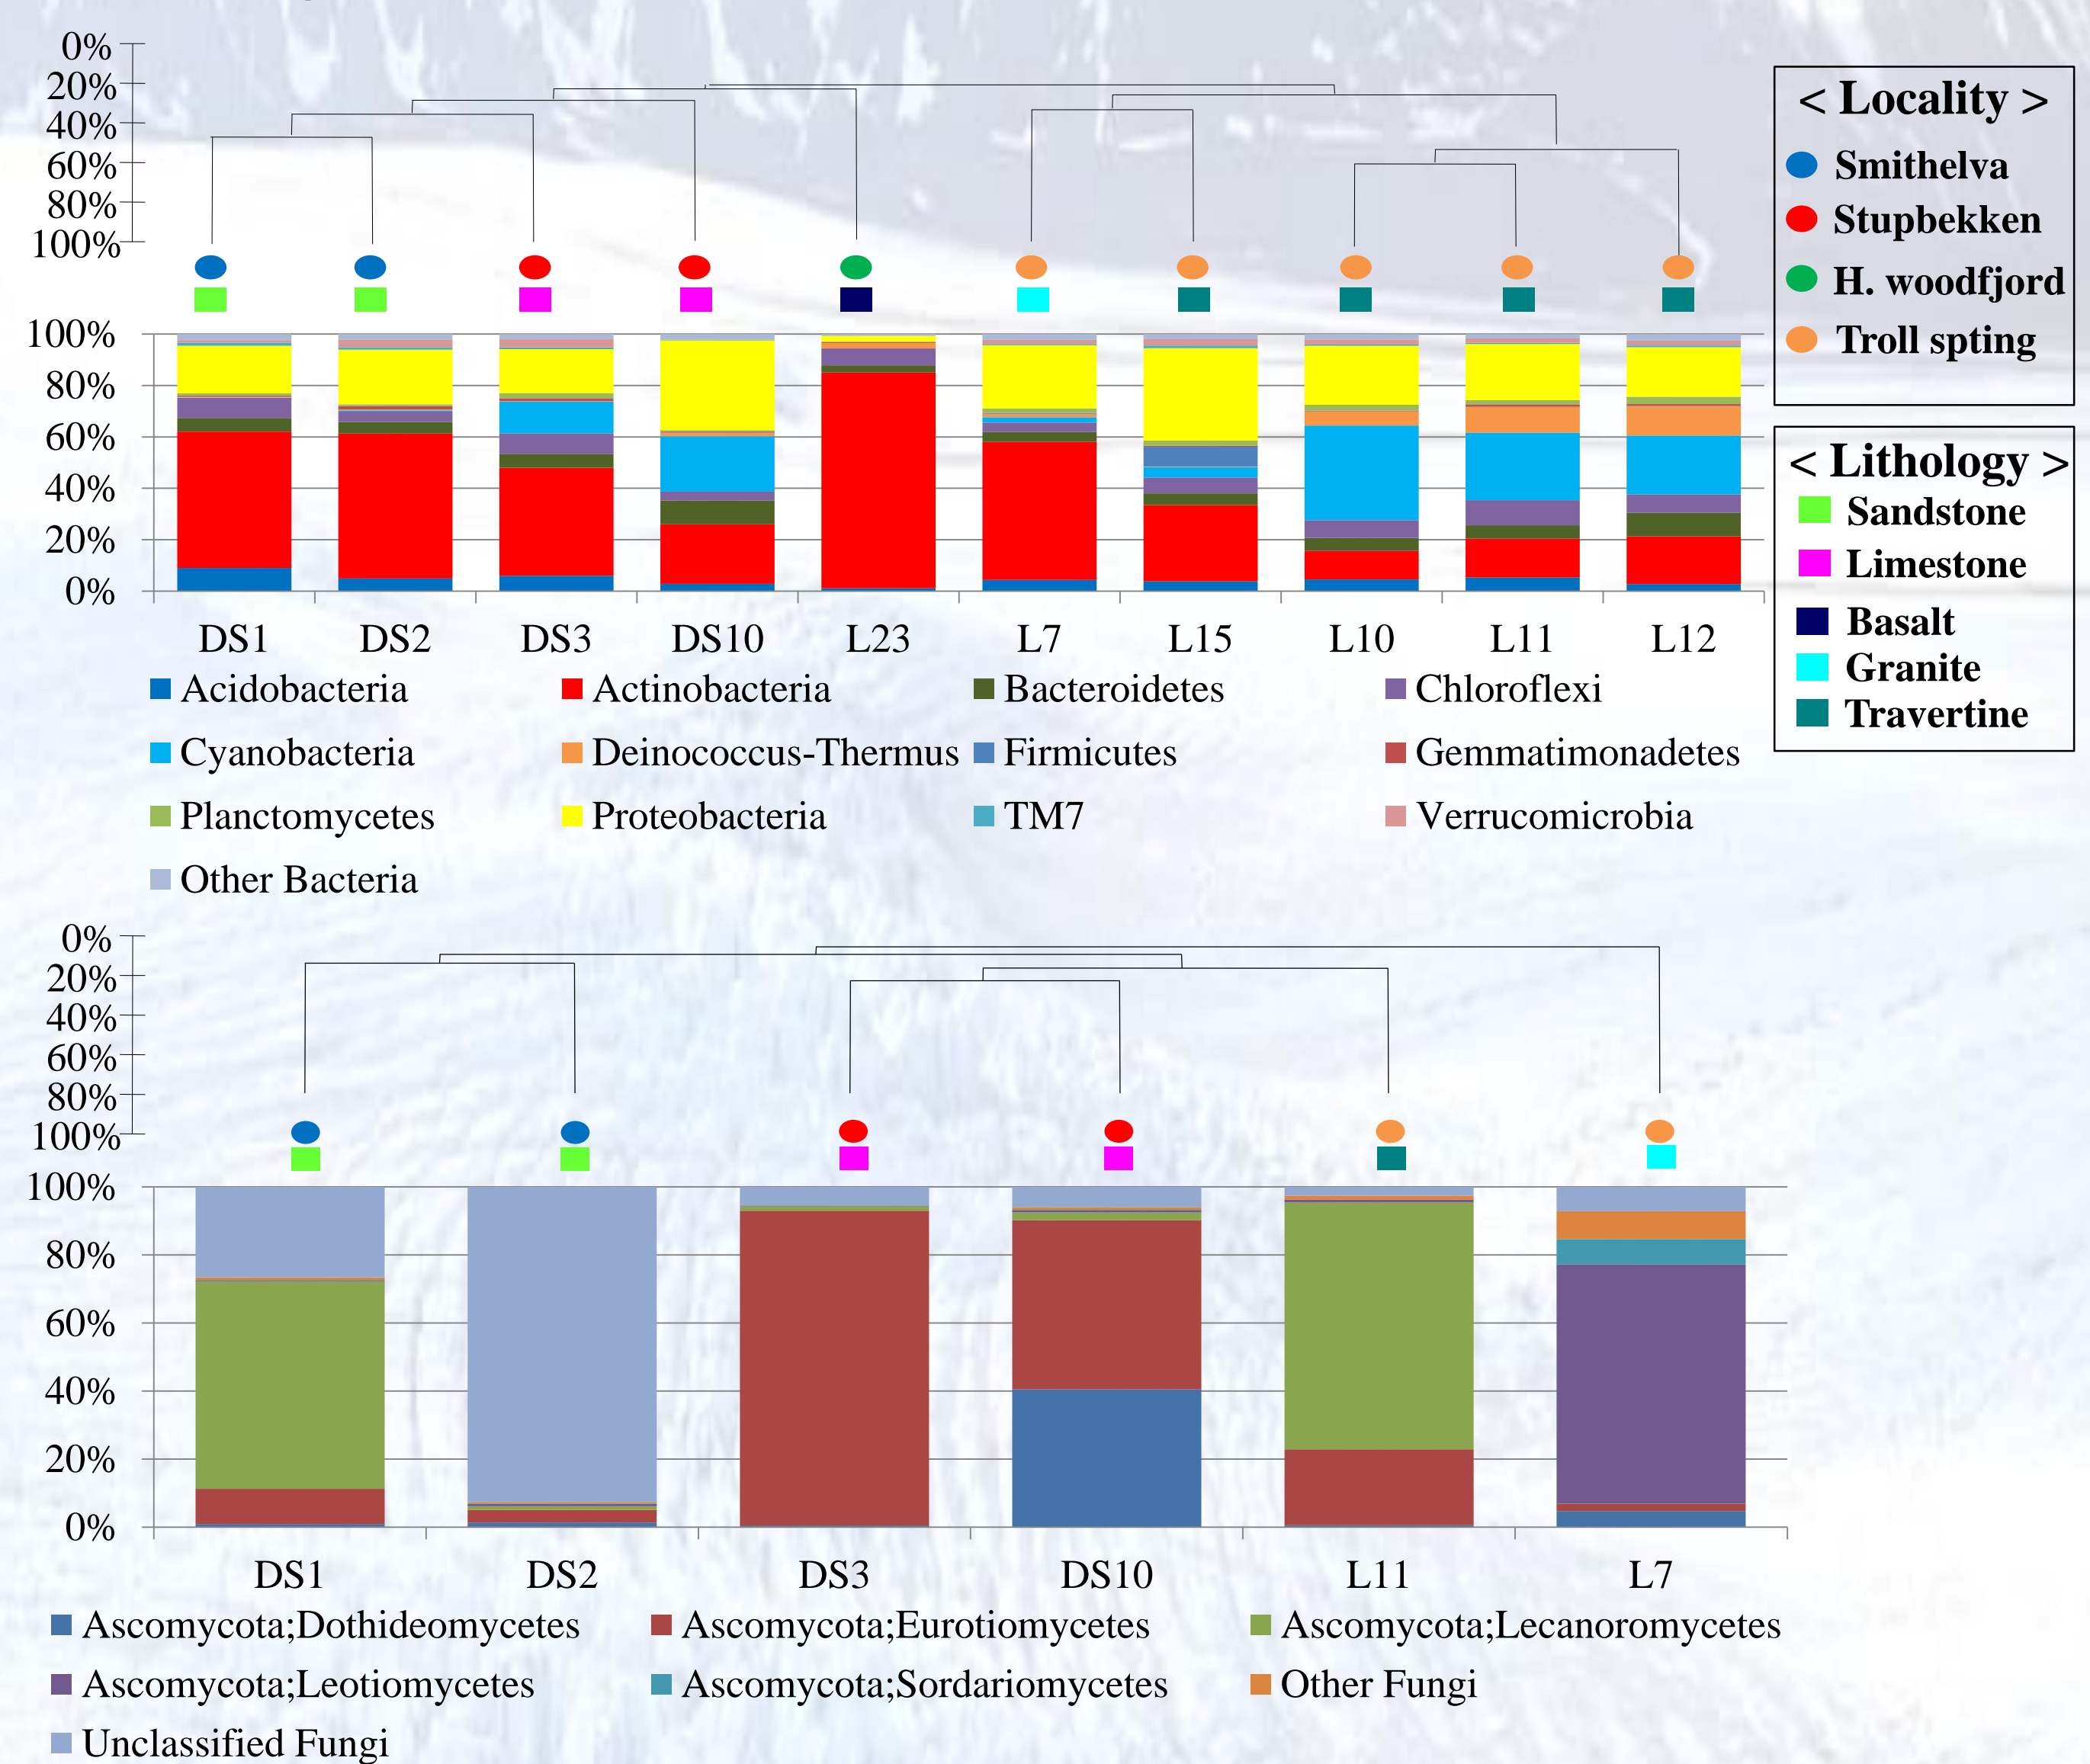 0%
20%
40%
60%
80%
100%
< Locality >
Smithelva
Stupbekken
H. woodfjord
Troll spting
< Lithology >
Sandstone
Limestone
Basalt
Granite
Travertine
100%
80%
60%
40%
20%
0%
DS1 DS2 DS3 DS10 L23 L7 L15 L10 L11 L12
Acidobacteria Actinobacteria Bacteroidetes Chloroflexi
Cyanobacteria Deinococcus-Thermus Firmicutes Gemmatimonadetes
Planctomycetes Proteobacteria TM7 Verrucomicrobia
Other Bacteria
0%
20%
40%
60%
80%
100%
100%
80%
60%
40%
20%
0%
DS1 DS2 DS3 DS10 L11 L7
Ascomycota;Dothideomycetes Ascomycota;Eurotiomycetes Ascomycota;Lecanoromycetes
Ascomycota;Leotiomycetes Ascomycota;Sordariomycetes Other Fungi
Unclassified Fungi